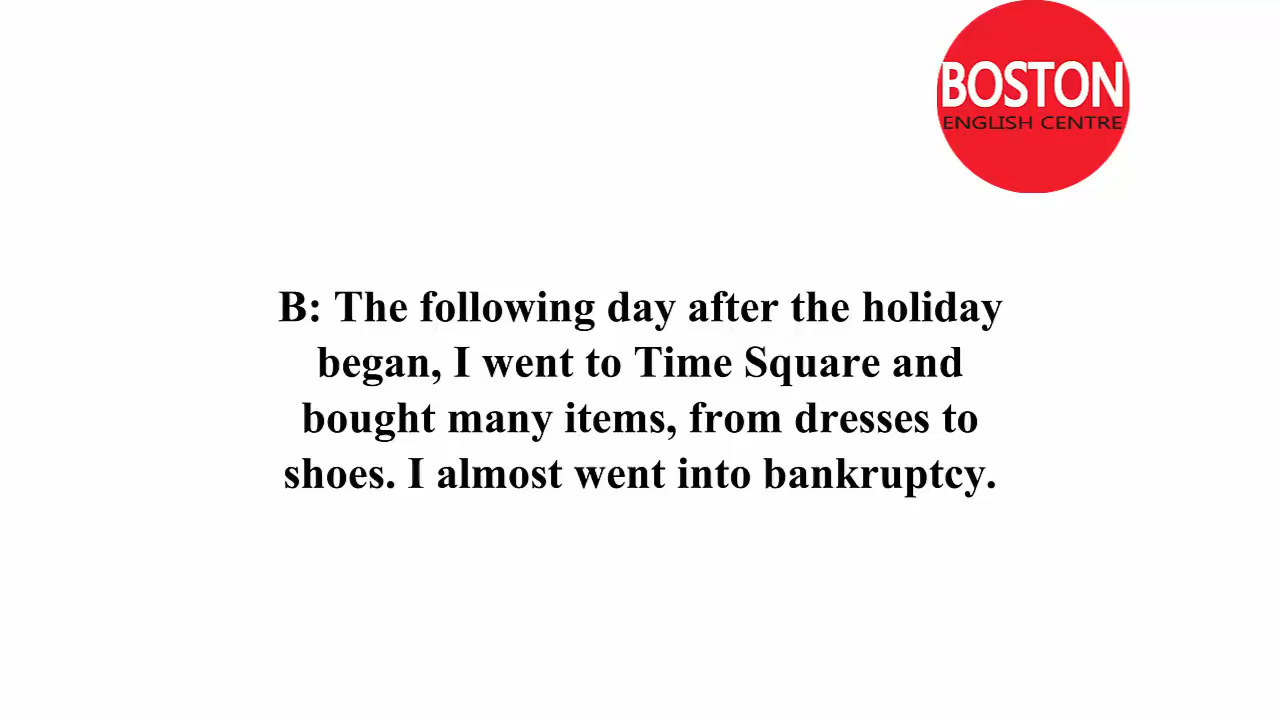 BOSTON
ENGLISH CENTRE
B: The following day after the holiday
began, I went to Time Square and
bought many items, from dresses to
shoes. I almost went into bankruptcy.